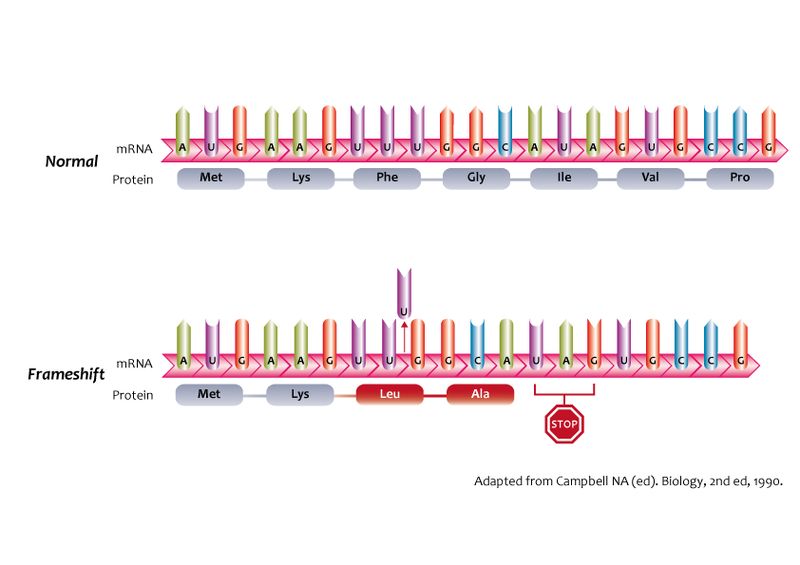 A U G A A G U U U G G C A U A G U G C C G
Normal
mRNA
Protein
Met Lys Phe Gly Ile Val Pro
U
A U G A A G U U G G C A U A G U G C C G
Frameshift
mRNA
Protein
Met Lys Leu Ala
STOP
Adapted from Campbell NA (ed). Biology, 2nd ed, 1990.